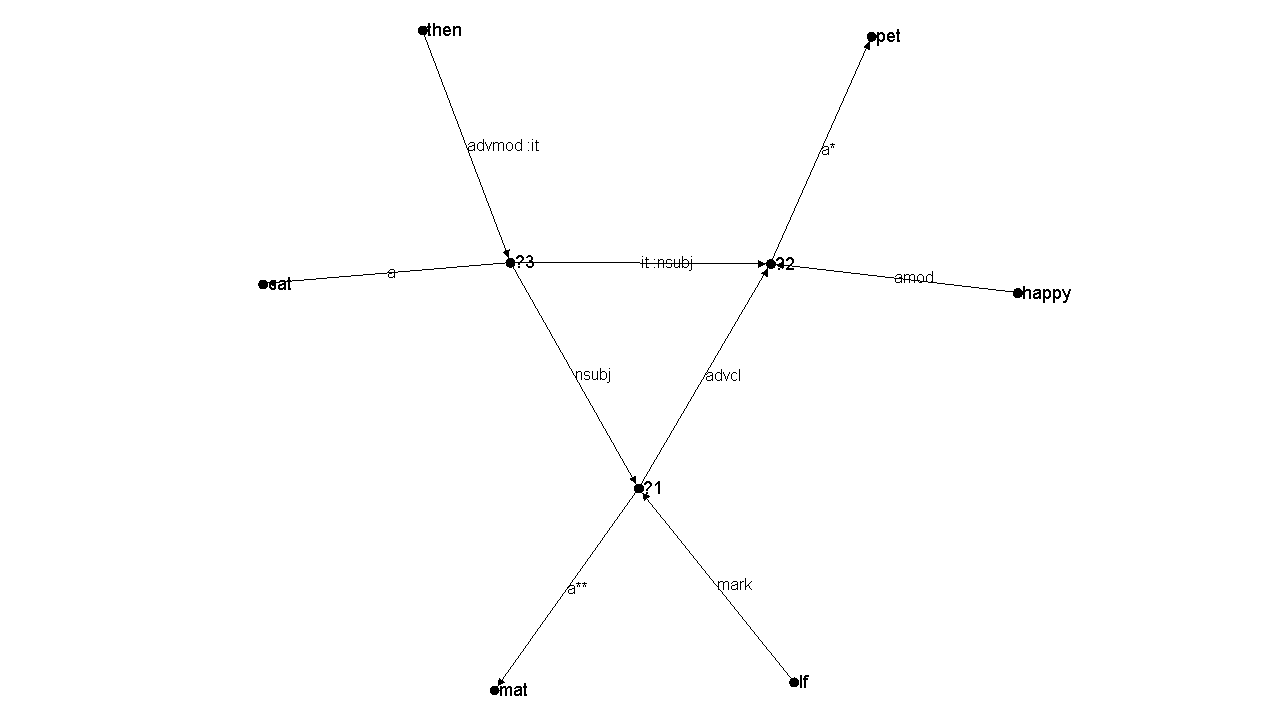 then
pet
advmod :it
a*
?3
it :nsubj
?2
a
cat
amod
happy
nsubj
advcl
?1
a**
mark
mat
If